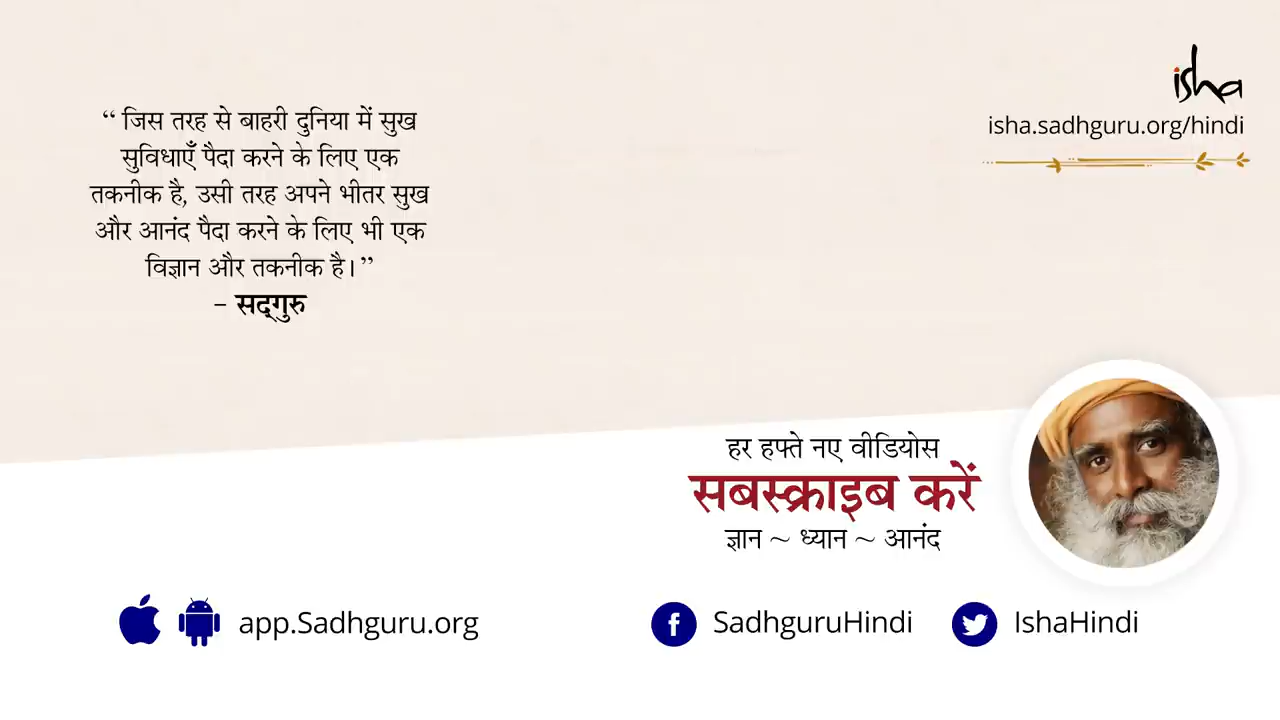 “ जिस तरह से बाहरी दुनिया में सुख
सुविधाएँ पैदा करने के लिए एक
तकनीक है, उसी तरह अपने भीतर सुख
और आनंद पैदा करने के लिए भी एक
विज्ञान और तकनीक है। ”
- सद्गुरु
isha
isha.sadhguru.org/hindi
हर हफ्ते नए वीडियोस
सबस्क्राइब करें
ज्ञान ~ ध्यान ~ आनंद
app.Sadhguru.org
f SadhguruHindi
IshaHindi